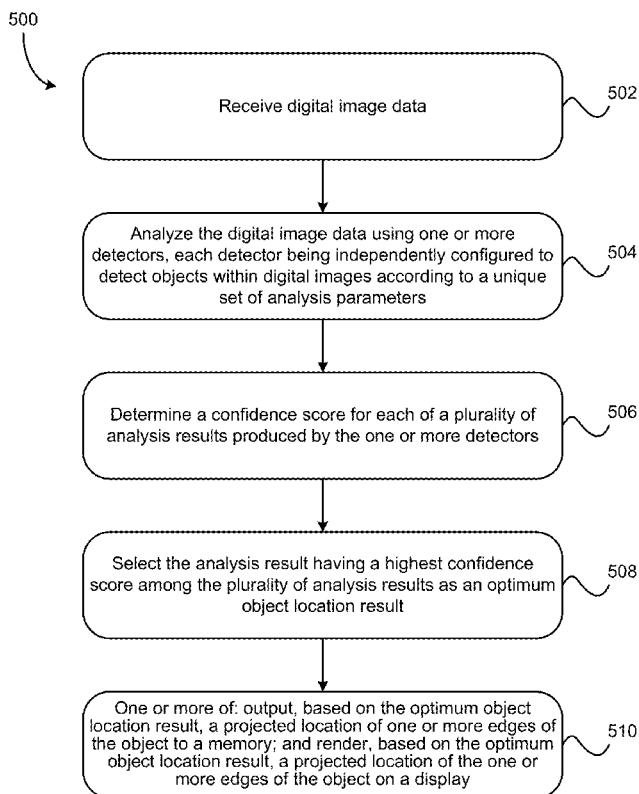 500
Receive digital image data
502
Analyze the digital image data using one or more
detectors, each detector being independently configured to
detect objects within digital images according to a unique
set of analysis parameters
504
Determine a confidence score for each of a plurality of
analysis results produced by the one or more detectors
506
Select the analysis result having a highest confidence
score among the plurality of analysis results as an optimum
object location result
508
One or more of: output, based on the optimum object
location result, a projected location of one or more edges
of the object to a memory; and render, based on the
optimum object location result, a projected location of the one or
more edges of the object on a display
510